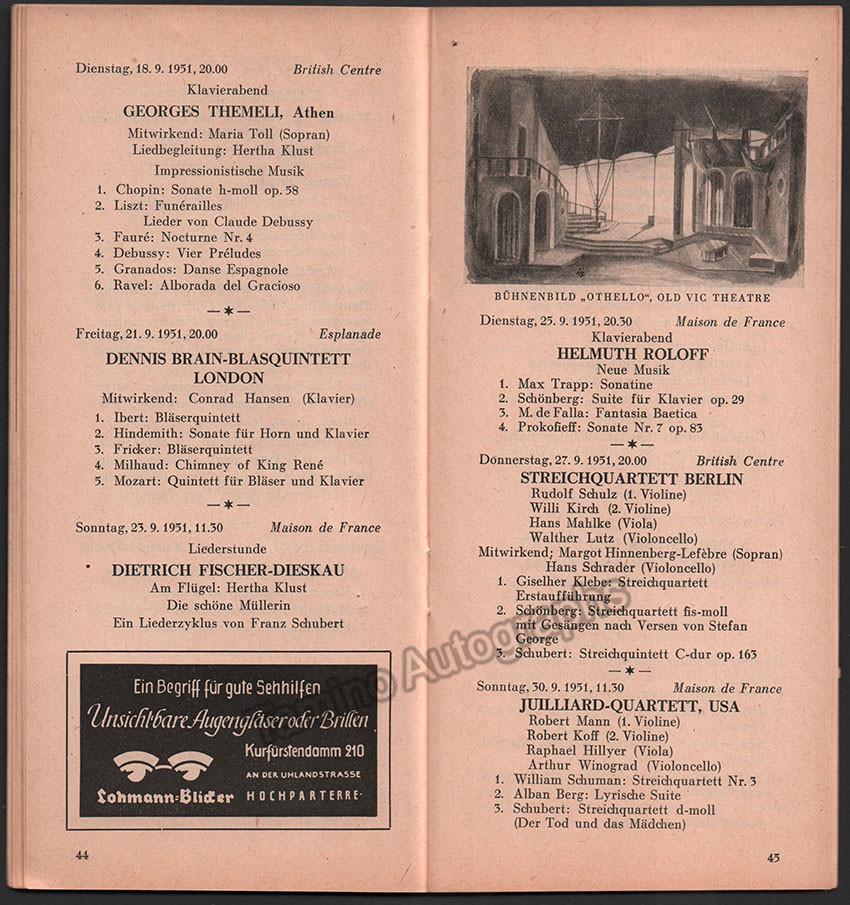 Dienstag, 18. 9. 1951, 20.00 British Centre
Klavierabend
GEORGES THEMELI, Athen
Mitwirkend: Maria Toll (Sopran)
Liedbegleitung: Hertha Klust
Impressionistische Musik
1. Chopin: Sonate h-moll op. 58
2. Liszt: Funérailles
Lieder von Claude Debussy
3. Fauré: Nocturne Nr. 4
4. Debussy: Vier Préludes
5. Granados: Danse Espagnole
6. Ravel: Alborada del Gracioso
Freitag, 21. 9. 1951, 20.00 Esplanade
DENNIS BRAIN-BLASQUINTETT
LONDON
Mitwirkend: Conrad Hansen (Klavier)
1. Ibert: Bläserquintett
2. Hindemith: Sonate für Horn und Klavier
3. Fricker: Bläserquintett
4. Milhaud: Chimney of King René
5. Mozart: Quintett für Bläser und Klavier
Sonntag, 23. 9. 1951, 11.30 Maison de France
Liederstunde
DIETRICH FISCHER-DIESKAU
Am Flügel: Hertha Klust
Die schöne Müllerin
Ein Liederzyklus von Franz Schubert
Ein Begriff für gute Sehhilfen
Unsichtbare Augengläser oder Brillen
Kurfürstendamm 210
AN DER UHLANDSTRASSE
Lohmann=Blicker HOCHPARTERRE
44
BÜHNENBILD „OTHELLO“, OLD VIC THEATRE
Dienstag, 25. 9. 1951, 20.30 Maison de France
Klavierabend
HELMUTH ROLOFF
Neue Musik
1. Max Trapp: Sonatine
2. Schönberg: Suite für Klavier op. 29
3. M. de Falla: Fantasia Baetica
4. Prokofieff: Sonate Nr. 7 op. 83
Donnerstag, 27. 9. 1951, 20.00 British Centre
STREICHQUARTETT BERLIN
Rudolf Schulz (1. Violine)
Willi Kirch (2. Violine)
Hans Mahlke (Viola)
Walther Lutz (Violoncello)
Mitwirkend; Margot Hinnenberg-Lefèbre (Sopran)
Hans Schrader (Violoncello)
1. Giselher Klebe: Streichquartett
Erstaufführung
2. Schönberg: Streichquartett fis-moll
mit Gesängen nach Versen von Stefan
George
3. Schubert: Streichquintett C-dur op. 163
Sonntag, 30. 9. 1951, 11.30 Maison de France
JUILLIARD-QUARTETT, USA
Robert Mann (1. Violine)
Robert Koff (2. Violine)
Raphael Hillyer (Viola)
Arthur Winograd (Violoncello)
1. William Schuman: Streichquartett Nr. 3
2. Alban Berg: Lyrische Suite
3. Schubert: Streichquartett d-moll
(Der Tod und das Mädchen)
45
Tamino Autographs